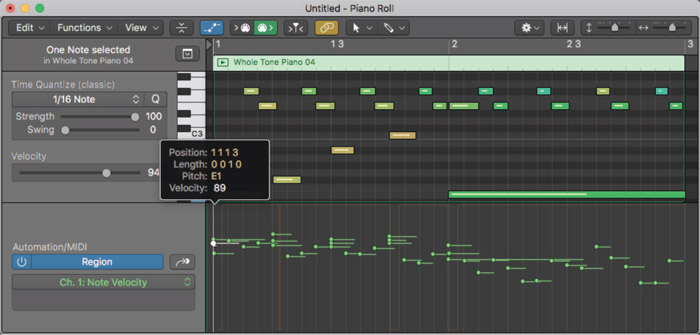 Untitled - Piano Roll
Edit Functions View
One Note selected
in Whole Tone Piano 04
1 1 3 2 2 3 3
Whole Tone Piano 04
Time Quantize (classic)
1/16 Note Q
Strength 100
Swing 0
C3
Velocity 94
Position: 1 1 1 3
Length: 0 0 1 0
Pitch: E1
Velocity: 89
Automation/MIDI
Region
Ch. 1: Note Velocity